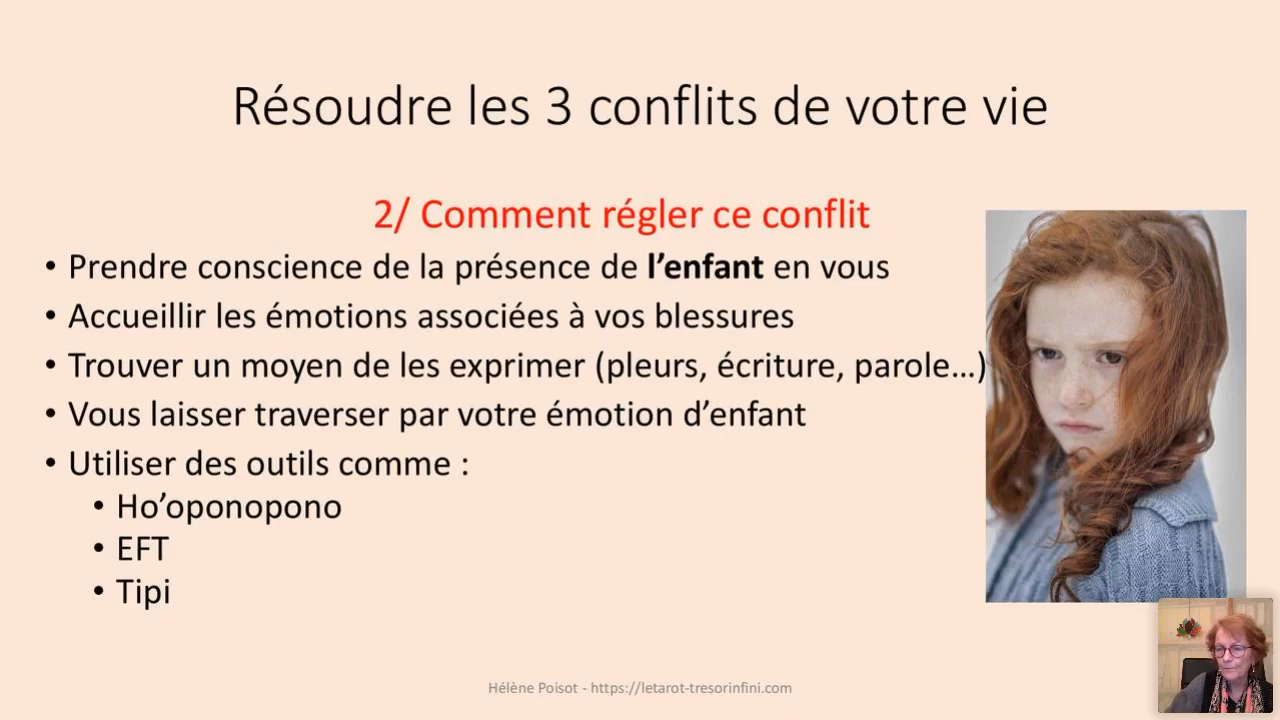 Résoudre les 3 conflits de votre vie
2/ Comment régler ce conflit
• Prendre conscience de la présence de l’enfant en vous
• Accueillir les émotions associées à vos blessures
• Trouver un moyen de les exprimer (pleurs, écriture, parole…)
• Vous laisser traverser par votre émotion d’enfant
• Utiliser des outils comme :
• Ho’oponopono
• EFT
• Tipi
Hélène Poisot - https://letarot-tresorinfini.com